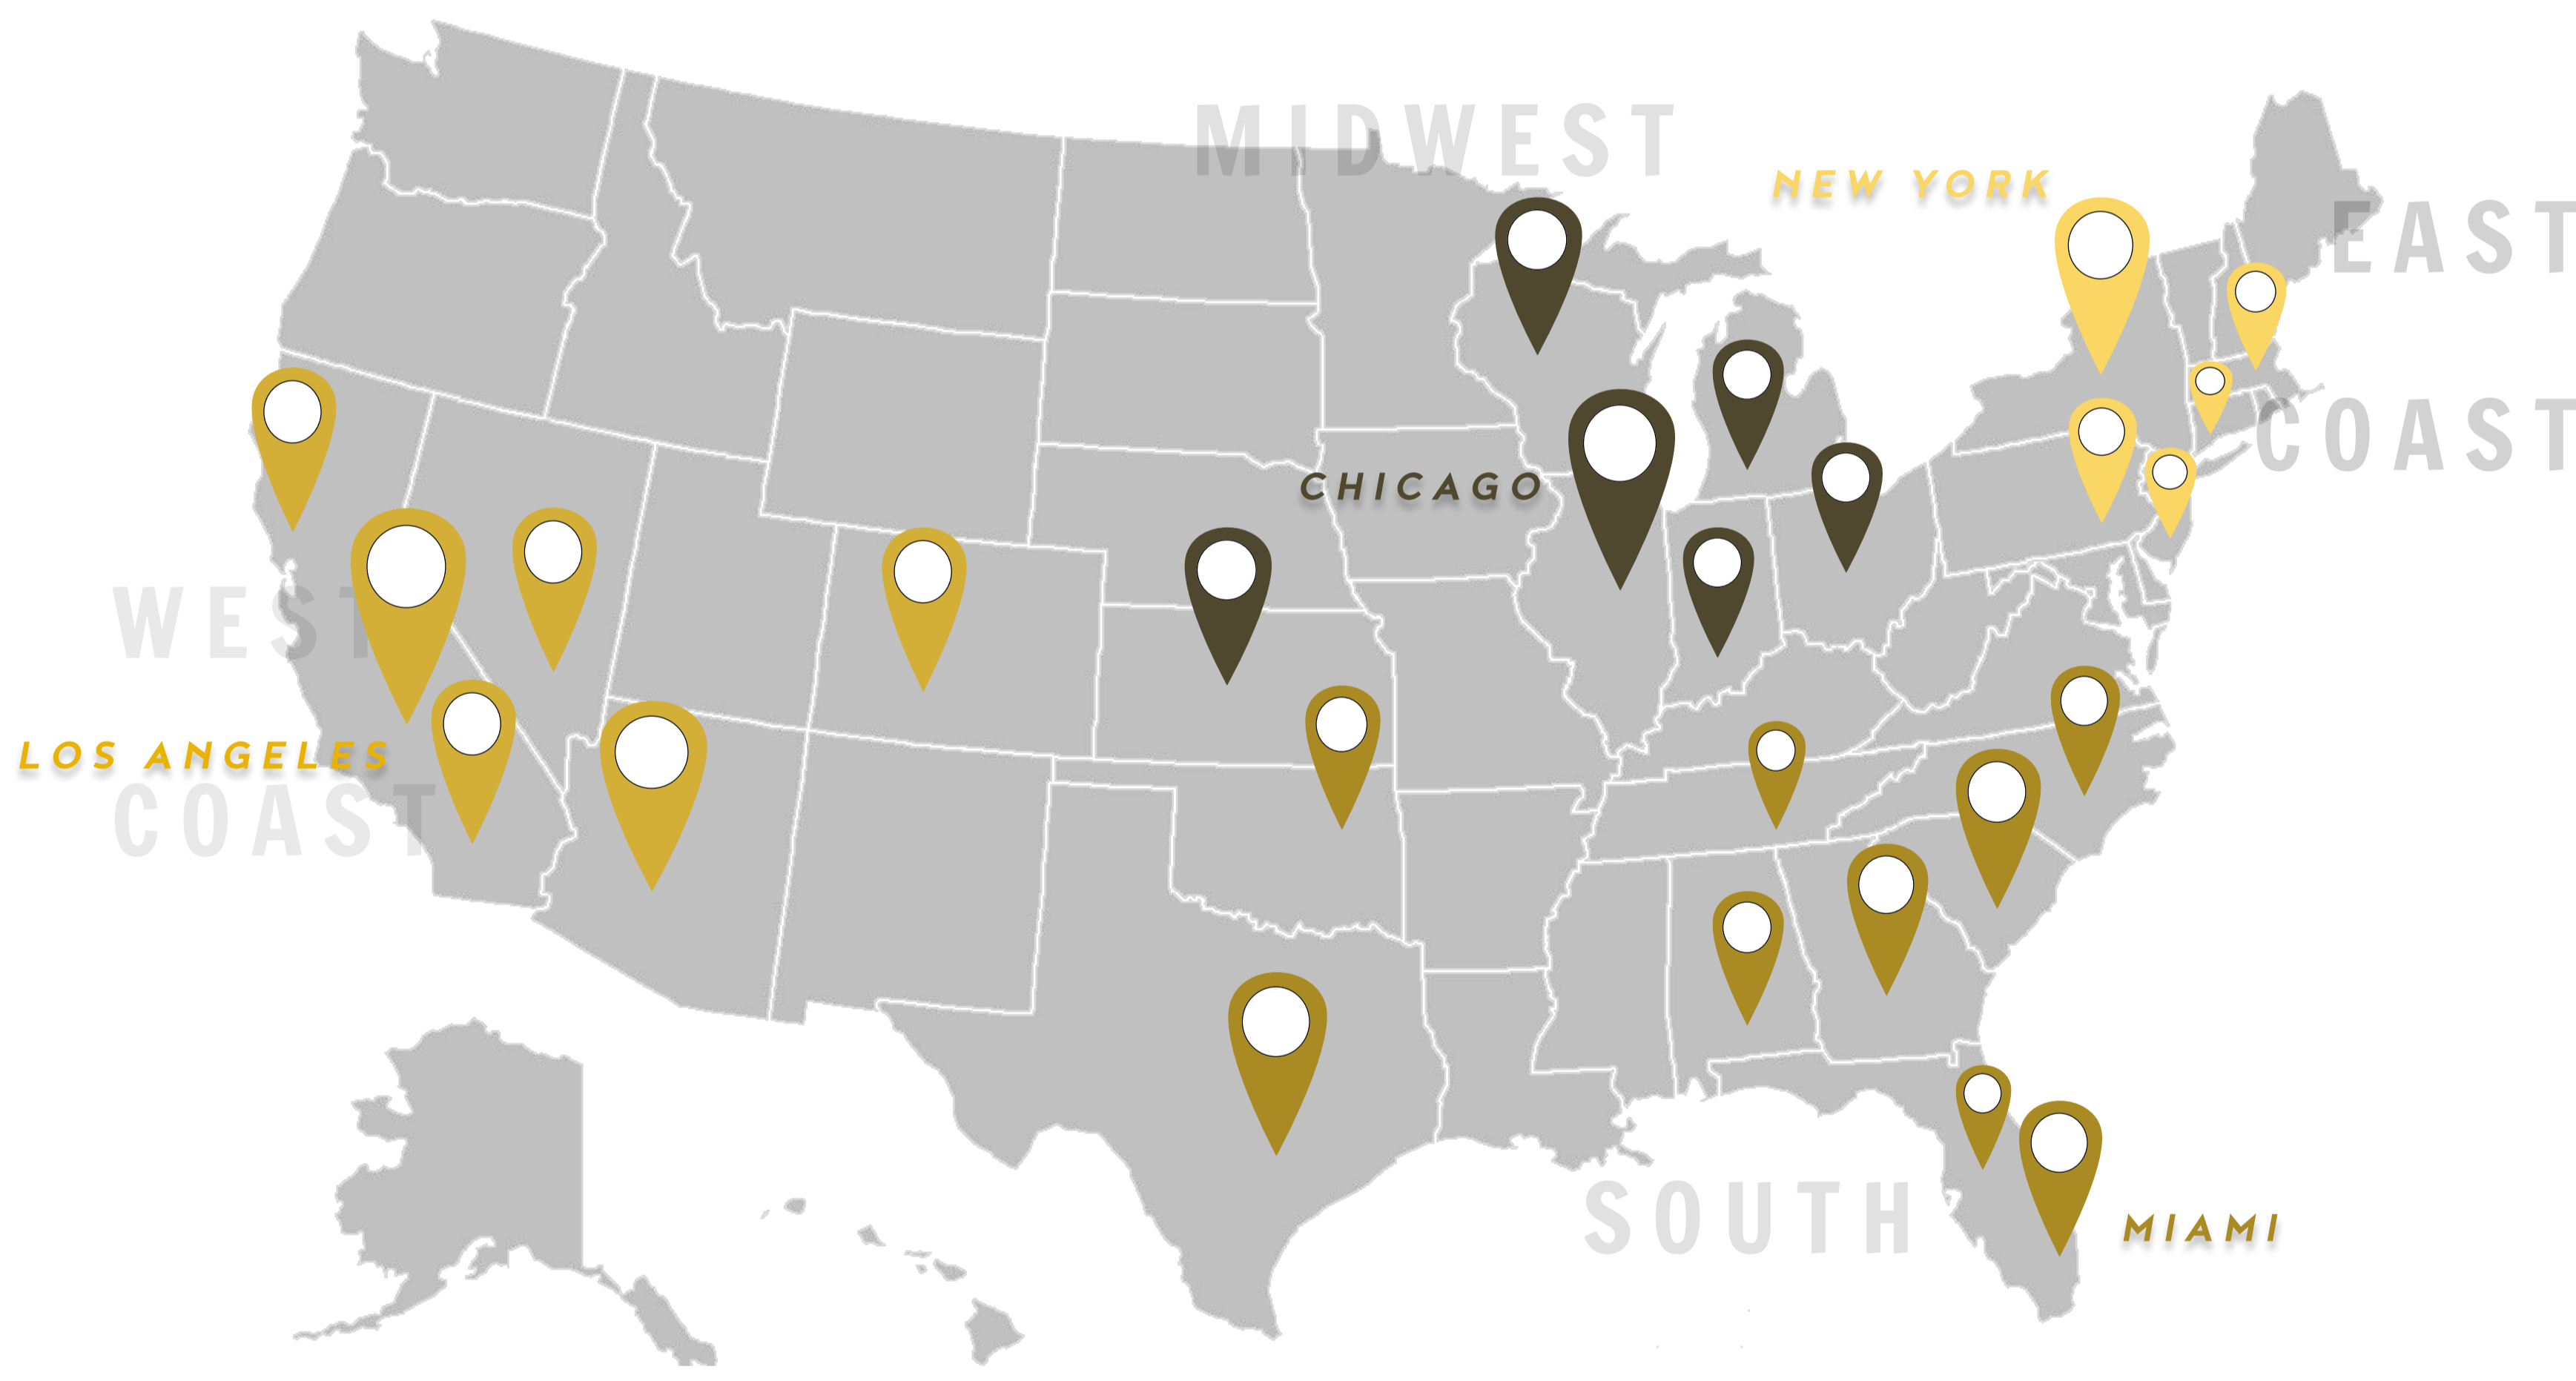 MIDWEST
NEW YORK
EAST
COAST
CHICAGO
WEST
COAST
LOS ANGELES
SOUTH
MIAMI